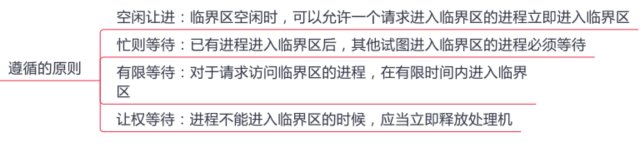 空闲让进：临界区空闲时，可以允许一个请求进入临界区的进程立即进入临界区
忙则等待：已有进程进入临界区后，其他试图进入临界区的进程必须等待
遵循的原则
有限等待：对于请求访问临界区的进程，在有限时间内进入临界
区
让权等待：进程不能进入临界区的时候，应当立即释放处理机